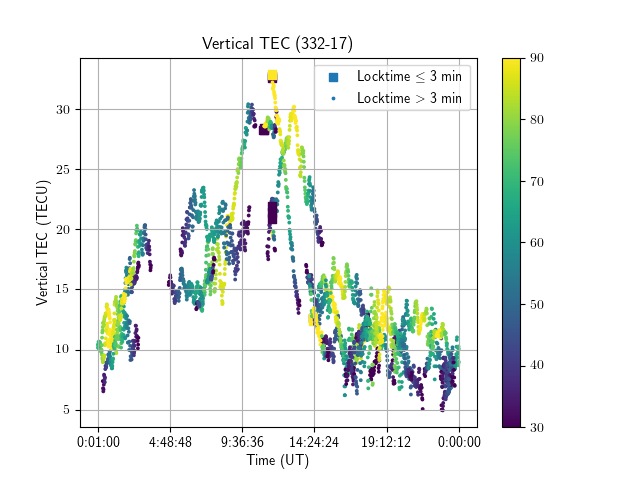 Vertical TEC (332-17)
Locktime ≤ 3 min
Locktime > 3 min
Vertical TEC (TECU)
30
25
20
15
10
5
0:01:00 4:48:48 9:36:36 14:24:24 19:12:12 0:00:00
Time (UT)
90
80
70
60
50
40
30